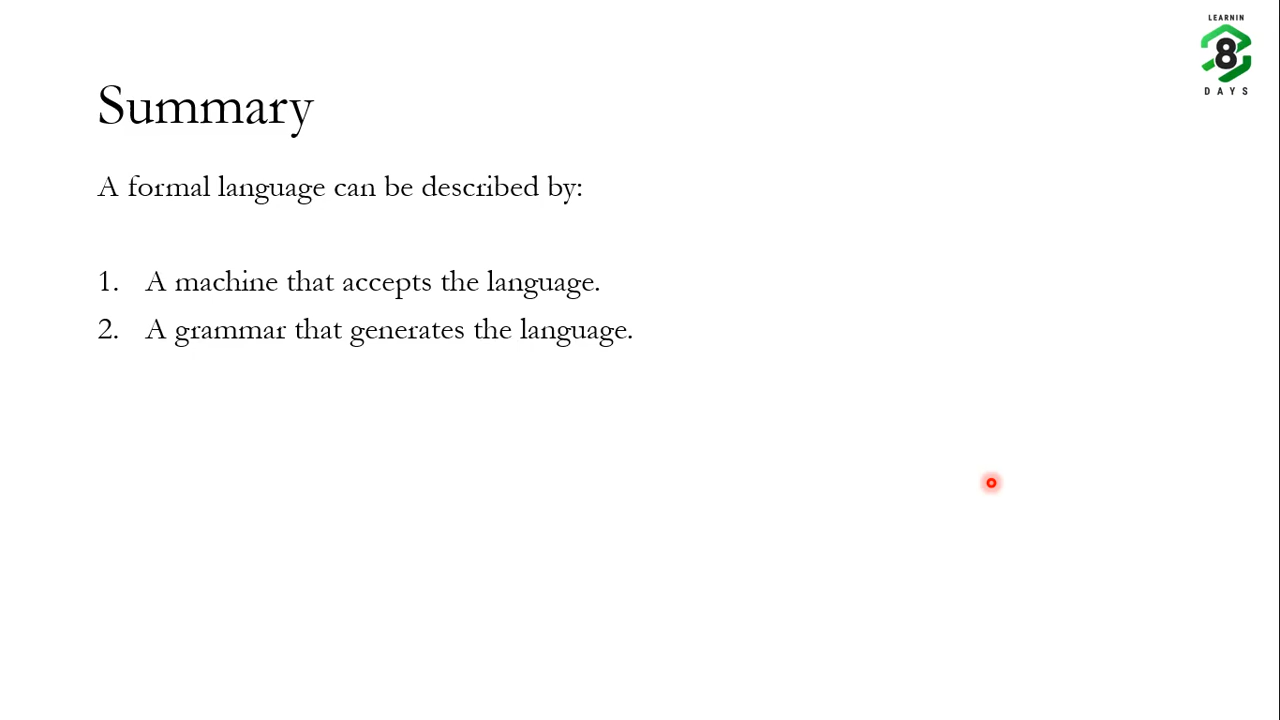 LEARNIN
8
DAYS
Summary
A formal language can be described by:
1. A machine that accepts the language.
2. A grammar that generates the language.